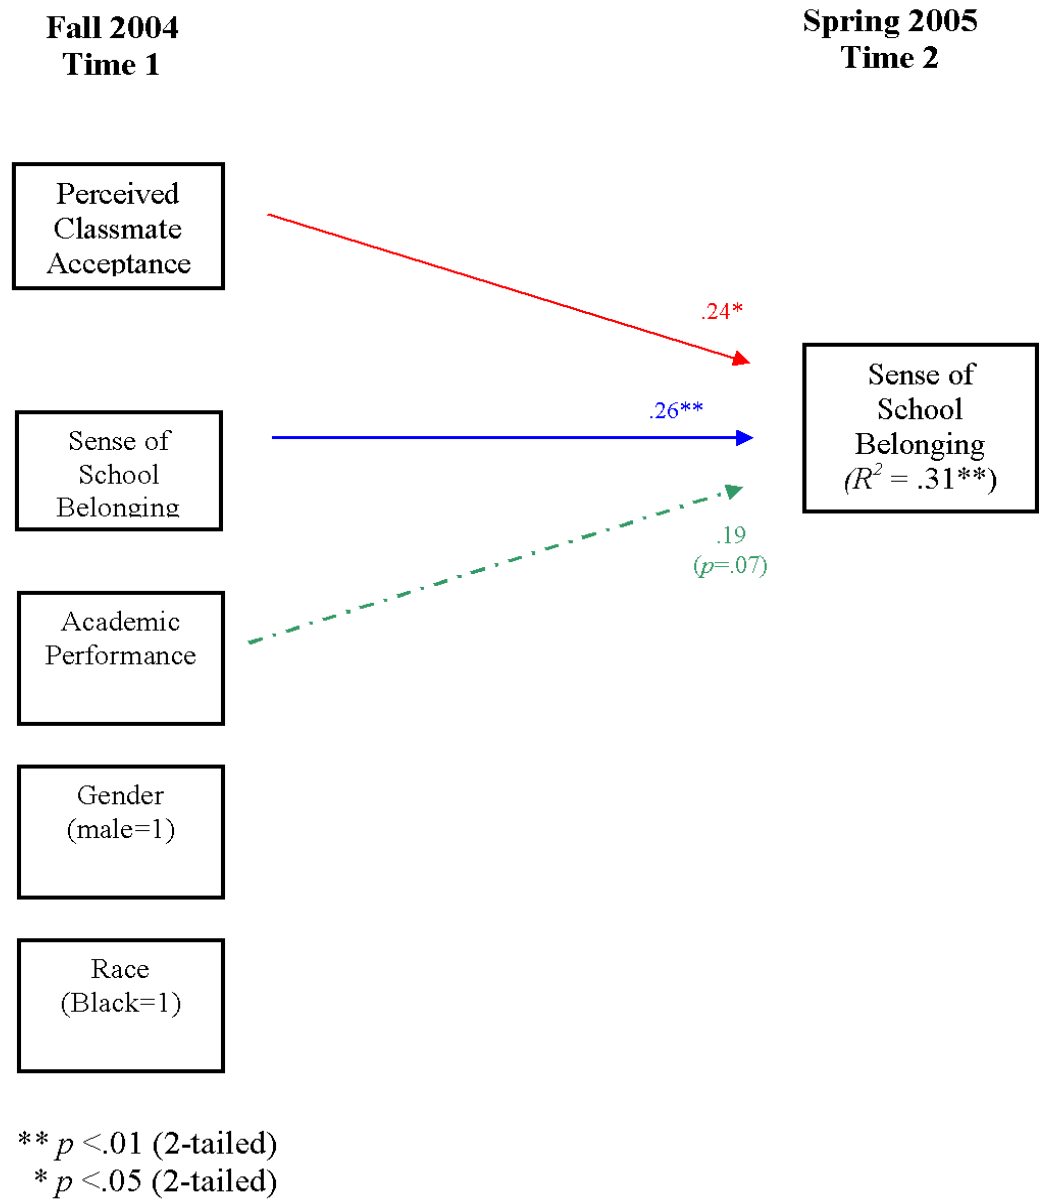 Fall 2004
Time 1
Spring 2005
Time 2
Perceived
Classmate
Acceptance
.24*
Sense of
School
Belonging
(R² = .31**)
.26**
Sense of
School
Belonging
.19
(p=.07)
Academic
Performance
Gender
(male=1)
Race
(Black=1)
** p <.01 (2-tailed)
* p <.05 (2-tailed)